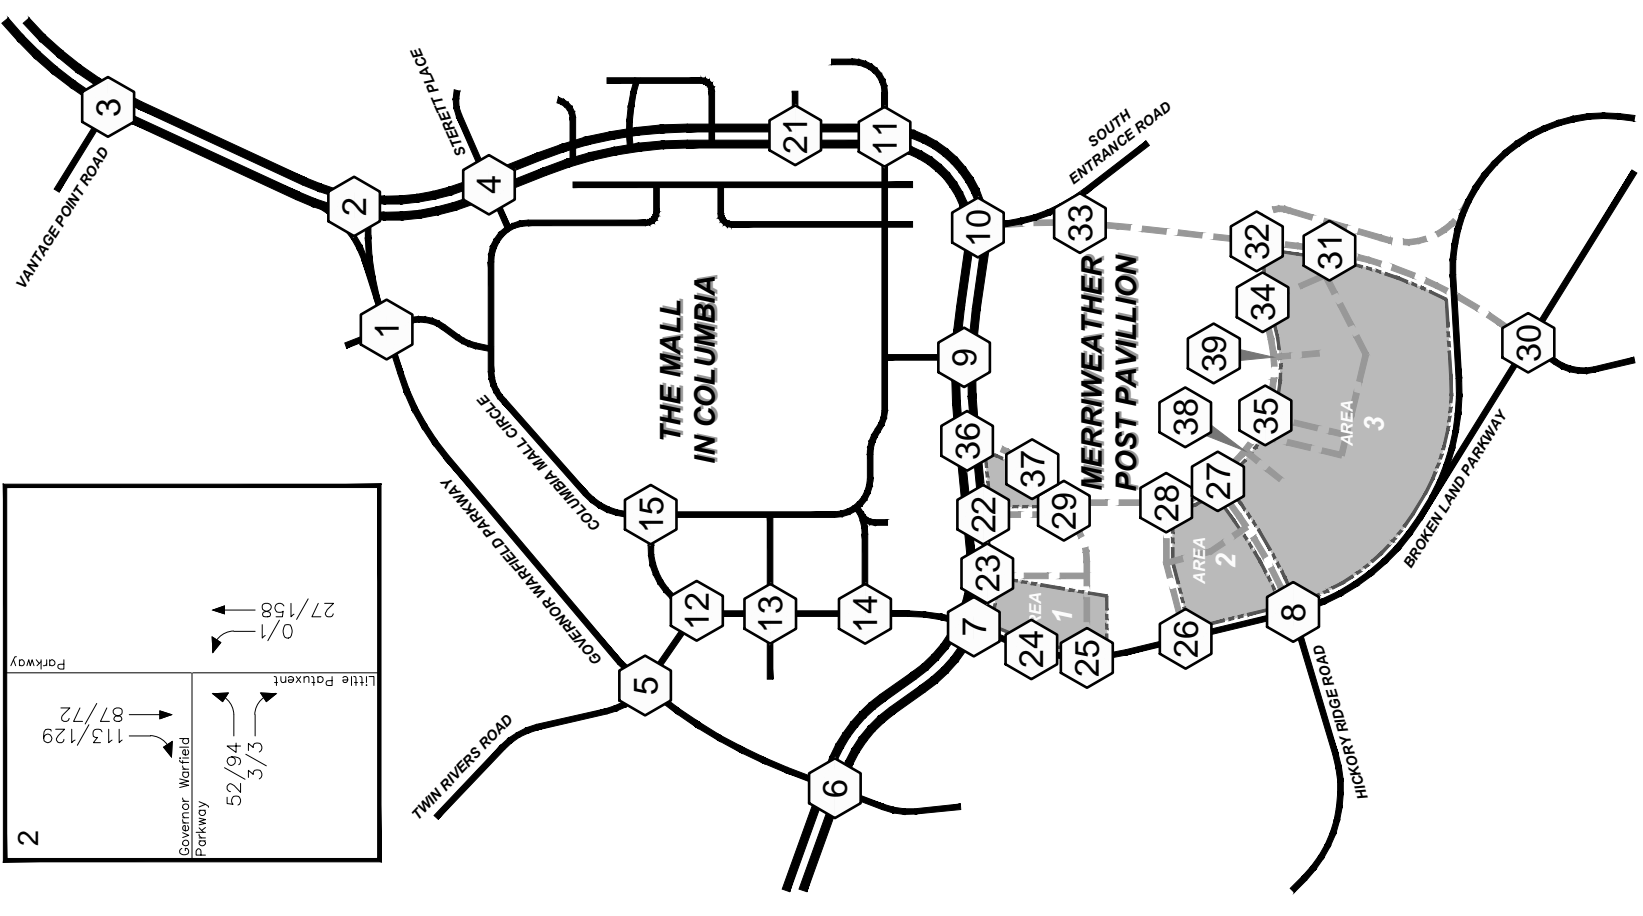 3
VANTAGE POINT ROAD
2
STERETT PLACE
4
21
11
SOUTH
ENTRANCE ROAD
1
10
33
32
31
THE MALL
IN COLUMBIA
MERRIWEATHER
POST PAVILLION
9
34
39
30
COLUMBIA MALL CIRCLE
GOVERNOR WARFIELD PARKWAY
36
37
38
35
AREA
3
15
22
29
28
27
BROKEN LAND PARKWAY
23
AREA
2
12
13
14
7
AREA
1
24
25
26
8
5
TWIN RIVERS ROAD
6
HICKORY RIDGE ROAD
2
Governor Warfield
Parkway
Little Patuxent
Parkway
27/158
0/1
87/72
113/129
52/94
3/3